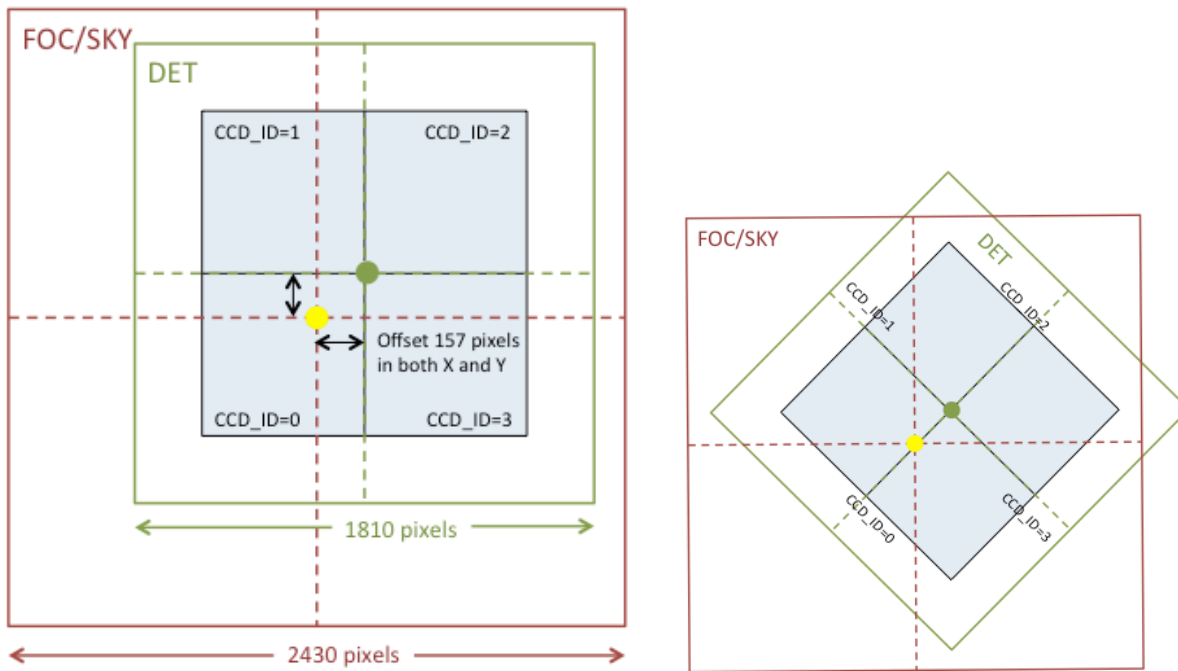 FOC/SKY
DET
CCD_ID=1
CCD_ID=2
Offset 157 pixels
in both X and Y
CCD_ID=0
CCD_ID=3
1810 pixels
2430 pixels
FOC/SKY
DET
CCD_ID=1
CCD_ID=2
CCD_ID=0
CCD_ID=3